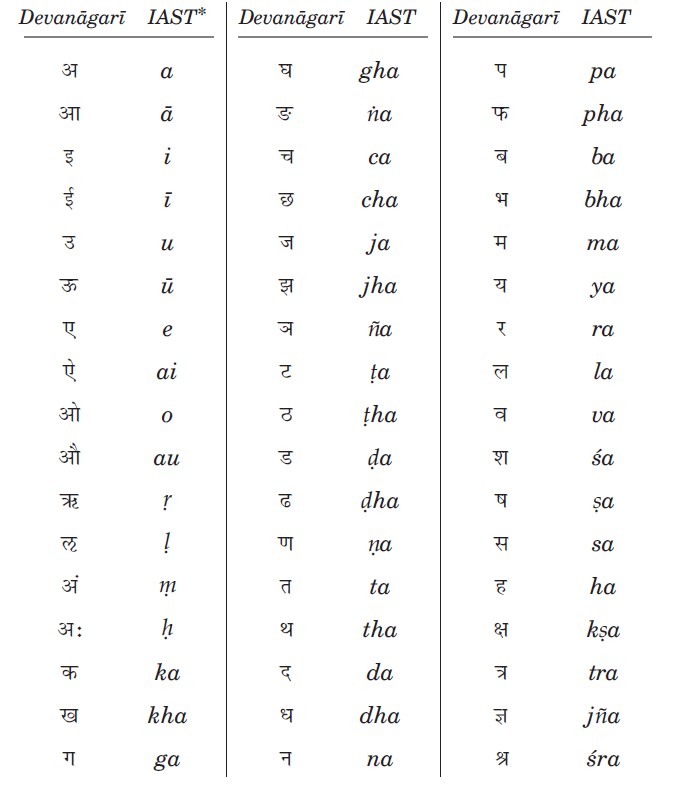 Devanāgarī IAST* Devanāgarī IAST Devanāgarī IAST
अ a घ gha प pa
आ ā ङ ṅa फ pha
इ i च ca ब ba
ई ī छ cha भ bha
उ u ज ja म ma
ऊ ū झ jha य ya
ए e ञ ña र ra
ऐ ai ट ṭa ल la
ओ o ठ ṭha व va
औ au ड ḍa श śa
ऋ ṛ ढ ḍha ष ṣa
ऌ ḷ ण ṇa स sa
अं ṃ त ta ह ha
अः ḥ थ tha क्ष kṣa
क ka द da त्र tra
ख kha ध dha ज्ञ jña
ग ga न na श्र śra